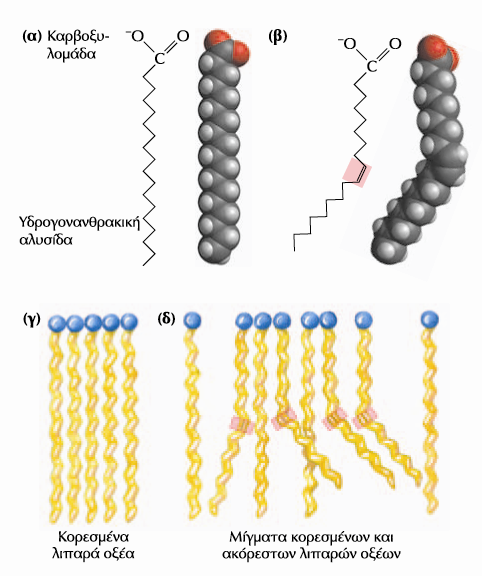 (α) Καρβοξυ-
λομάδα
⁻O
O
C
(β)
⁻O
O
C
Υδρογονανθρακική
αλυσίδα
(γ)
(δ)
Κορεσμένα
λιπαρά οξέα
Μίγματα κορεσμένων και
ακόρεστων λιπαρών οξέων